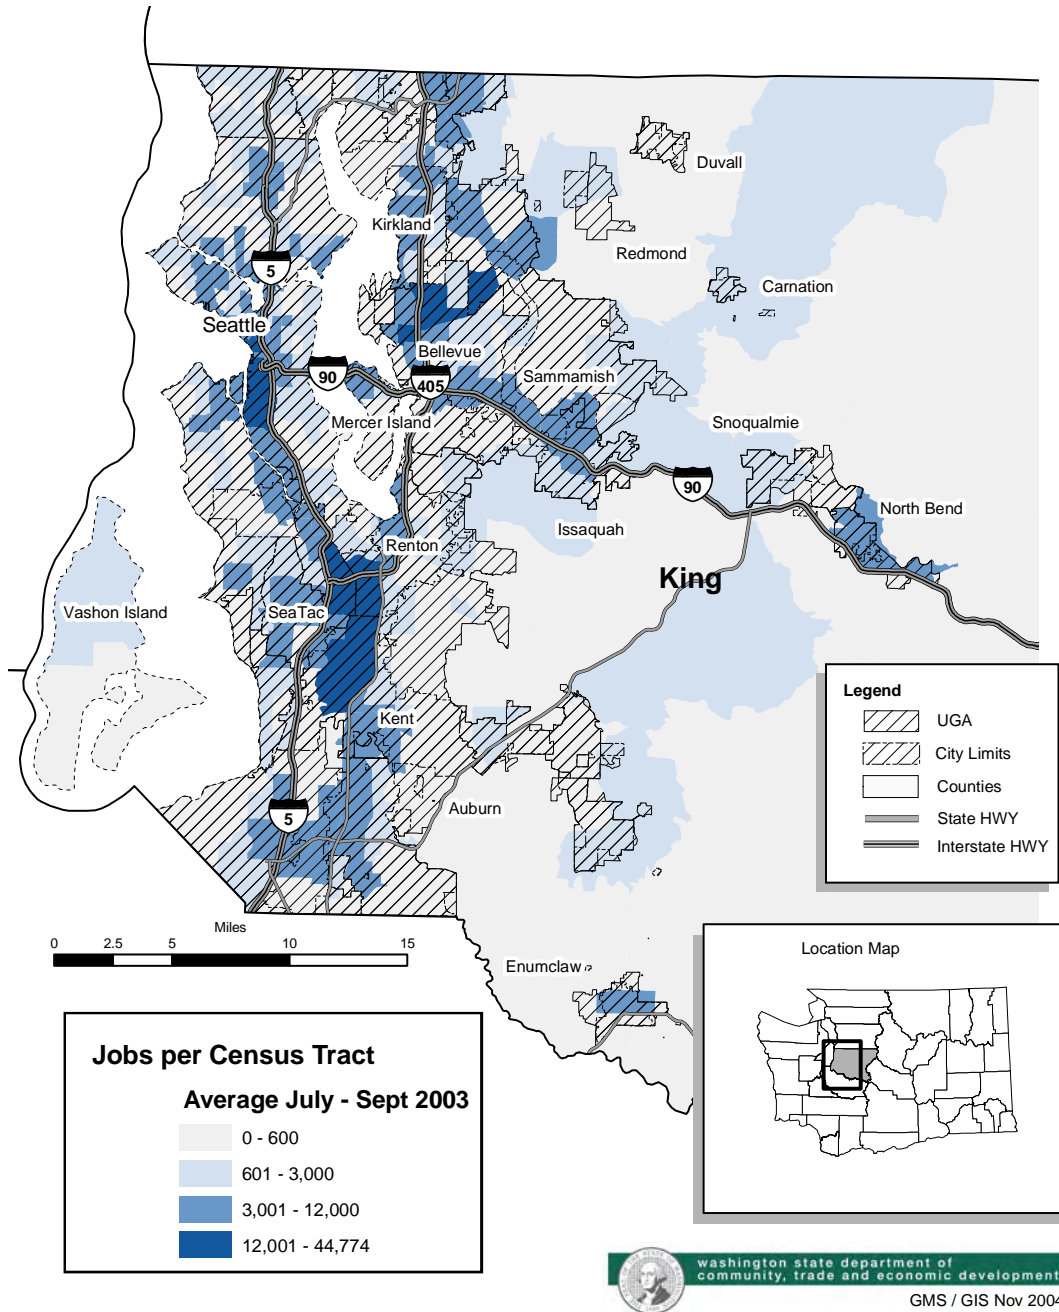 Duvall
Kirkland
Redmond
5
Carnation
Seattle
Bellevue
90
405
Sammamish
Mercer Island
Snoqualmie
90
North Bend
Issaquah
Renton
King
Vashon Island
SeaTac
Legend
UGA
City Limits
Counties
State HWY
Interstate HWY
Kent
Auburn
5
Miles
0 2.5 5 10 15
Enumclaw
Location Map
Jobs per Census Tract
Average July - Sept 2003
0 - 600
601 - 3,000
3,001 - 12,000
12,001 - 44,774
washington state department of
community, trade and economic development
GMS / GIS Nov 2004